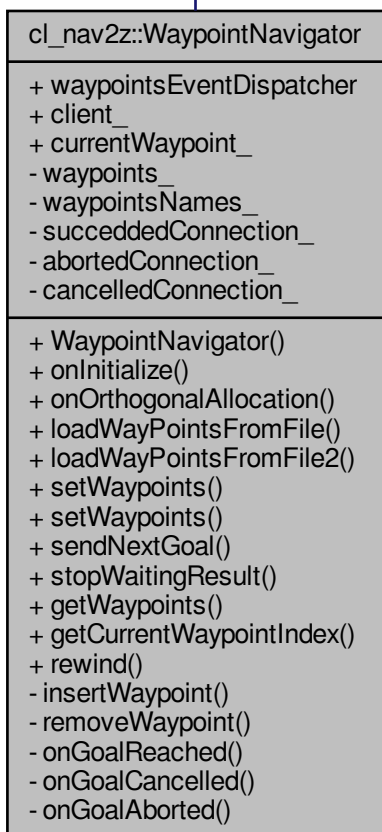 cl_nav2z::WaypointNavigator
+ waypointsEventDispatcher
+ client_
+ currentWaypoint_
- waypoints_
- waypointsNames_
- succeddedConnection_
- abortedConnection_
- cancelledConnection_
+ WaypointNavigator()
+ onInitialize()
+ onOrthogonalAllocation()
+ loadWayPointsFromFile()
+ loadWayPointsFromFile2()
+ setWaypoints()
+ setWaypoints()
+ sendNextGoal()
+ stopWaitingResult()
+ getWaypoints()
+ getCurrentWaypointIndex()
+ rewind()
- insertWaypoint()
- removeWaypoint()
- onGoalReached()
- onGoalCancelled()
- onGoalAborted()